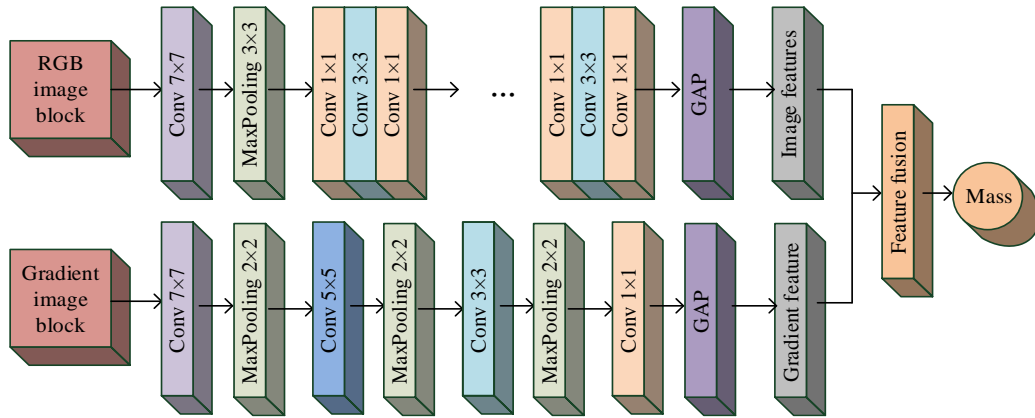 RGB
image
block
Conv 7×7
MaxPooling 3×3
Conv 1×1
Conv 3×3
Conv 1×1
...
Conv 1×1
Conv 3×3
Conv 1×1
GAP
Image features
Gradient
image
block
Conv 7×7
MaxPooling 2×2
Conv 5×5
MaxPooling 2×2
Conv 3×3
MaxPooling 2×2
Conv 1×1
GAP
Gradient feature
Feature fusion
Mass